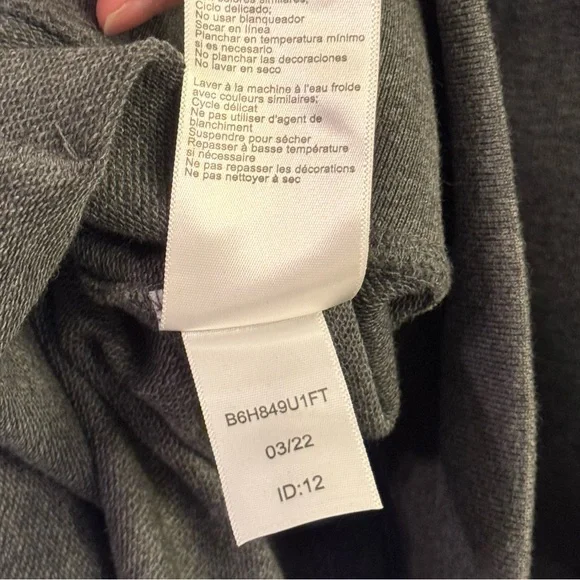 Ciclo delicado;
No usar blanqueador
Secar en línea
Planchar en temperatura mínimo
si es necesario
No planchar las decoraciones
No lavar en seco
Laver à la machine à l'eau froide
avec couleurs similaires;
Cycle délicat
Ne pas utiliser d'agent de
blanchiment
Suspendre pour sécher
Repasser à basse température
si nécessaire
Ne pas repasser les décorations
Ne pas nettoyer à sec
B6H849U1FT
03/22
ID:12